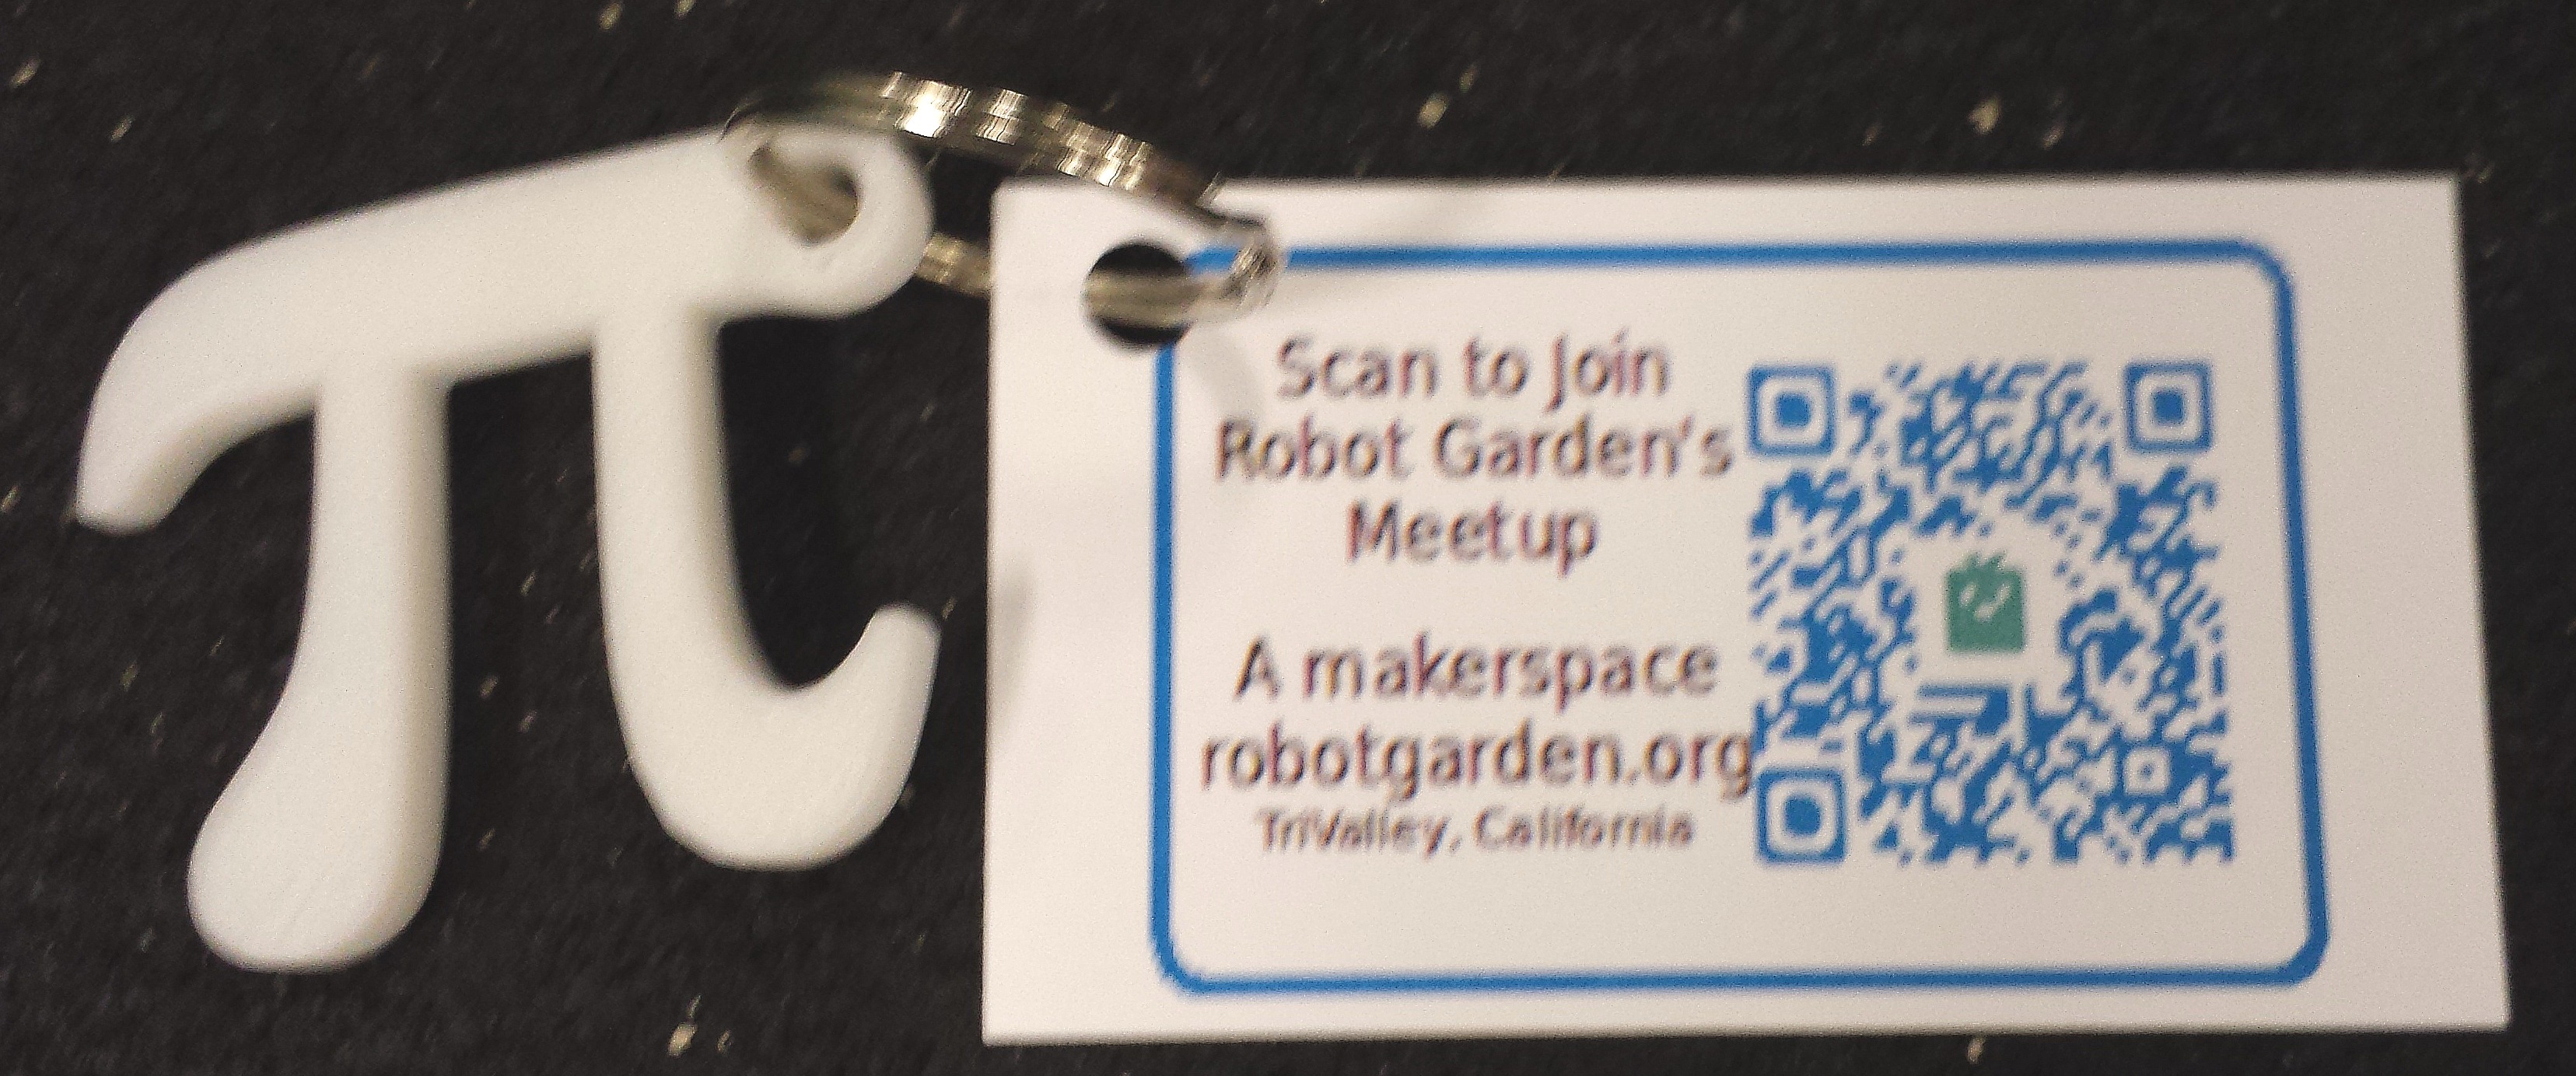 Scan to Join
Robot Garden's
Meetup
A makerspace
robotgarden.org
TriValley, California